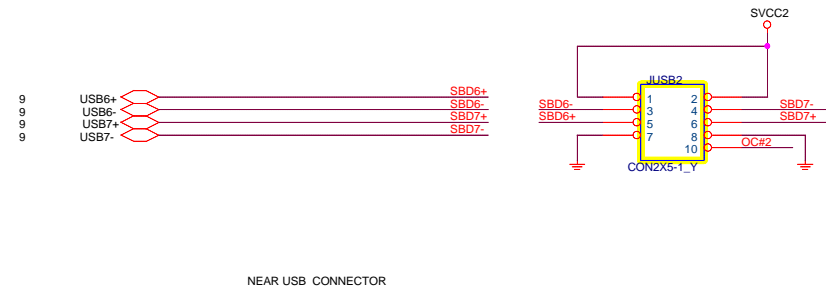 SVCC2
JUSB2
9 USB6+ SBD6+
9 USB6- SBD6-
9 USB7+ SBD7+
9 USB7- SBD7-
1 2
SBD6- 3 4 SBD7-
SBD6+ 5 6 SBD7+
7 8
10 OC#2
CON2X5-1_Y
NEAR USB CONNECTOR